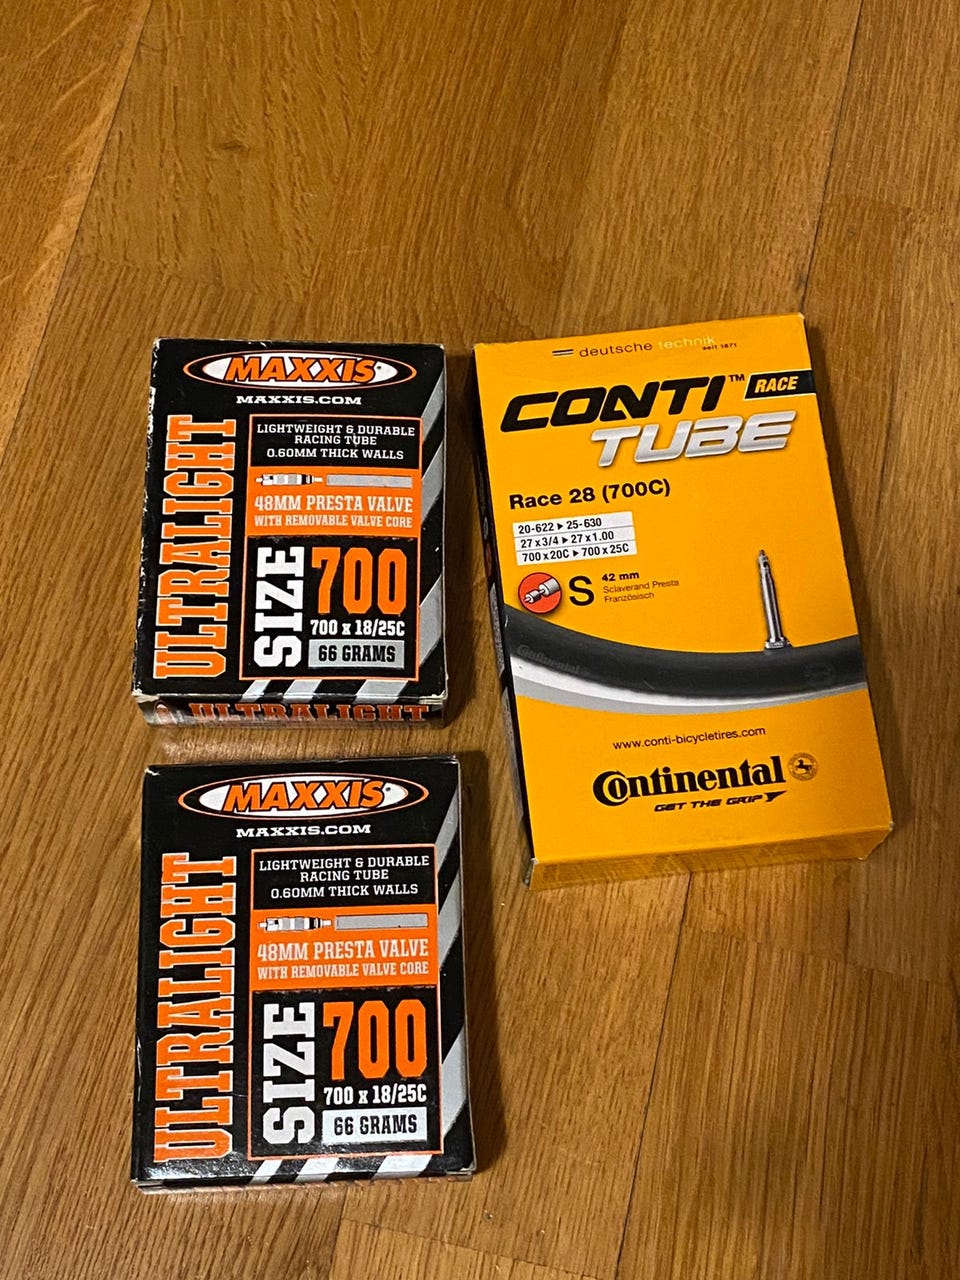 MAXXIS
MAXXIS.COM
ULTRALIGHT
LIGHTWEIGHT & DURABLE
RACING TUBE
0.60MM THICK WALLS
48MM PRESTA VALVE
WITH REMOVABLE VALVE CORE
SIZE
700
700 x 18/25C
66 GRAMS
ULTRALIGHT
deutsche technik
seit 1871
CONTI™ RACE
TUBE
Race 28 (700C)
20-622 ▸ 25-630
27 x 3/4 ▸ 27 x 1.00
700 x 20C ▸ 700 x 25C
S
42 mm
Sclaverand Presta
Französisch
Continental
www.conti-bicycletires.com
Continental
GET THE GRIP
MAXXIS
MAXXIS.COM
ULTRALIGHT
LIGHTWEIGHT & DURABLE
RACING TUBE
0.60MM THICK WALLS
48MM PRESTA VALVE
WITH REMOVABLE VALVE CORE
SIZE
700
700 x 18/25C
66 GRAMS